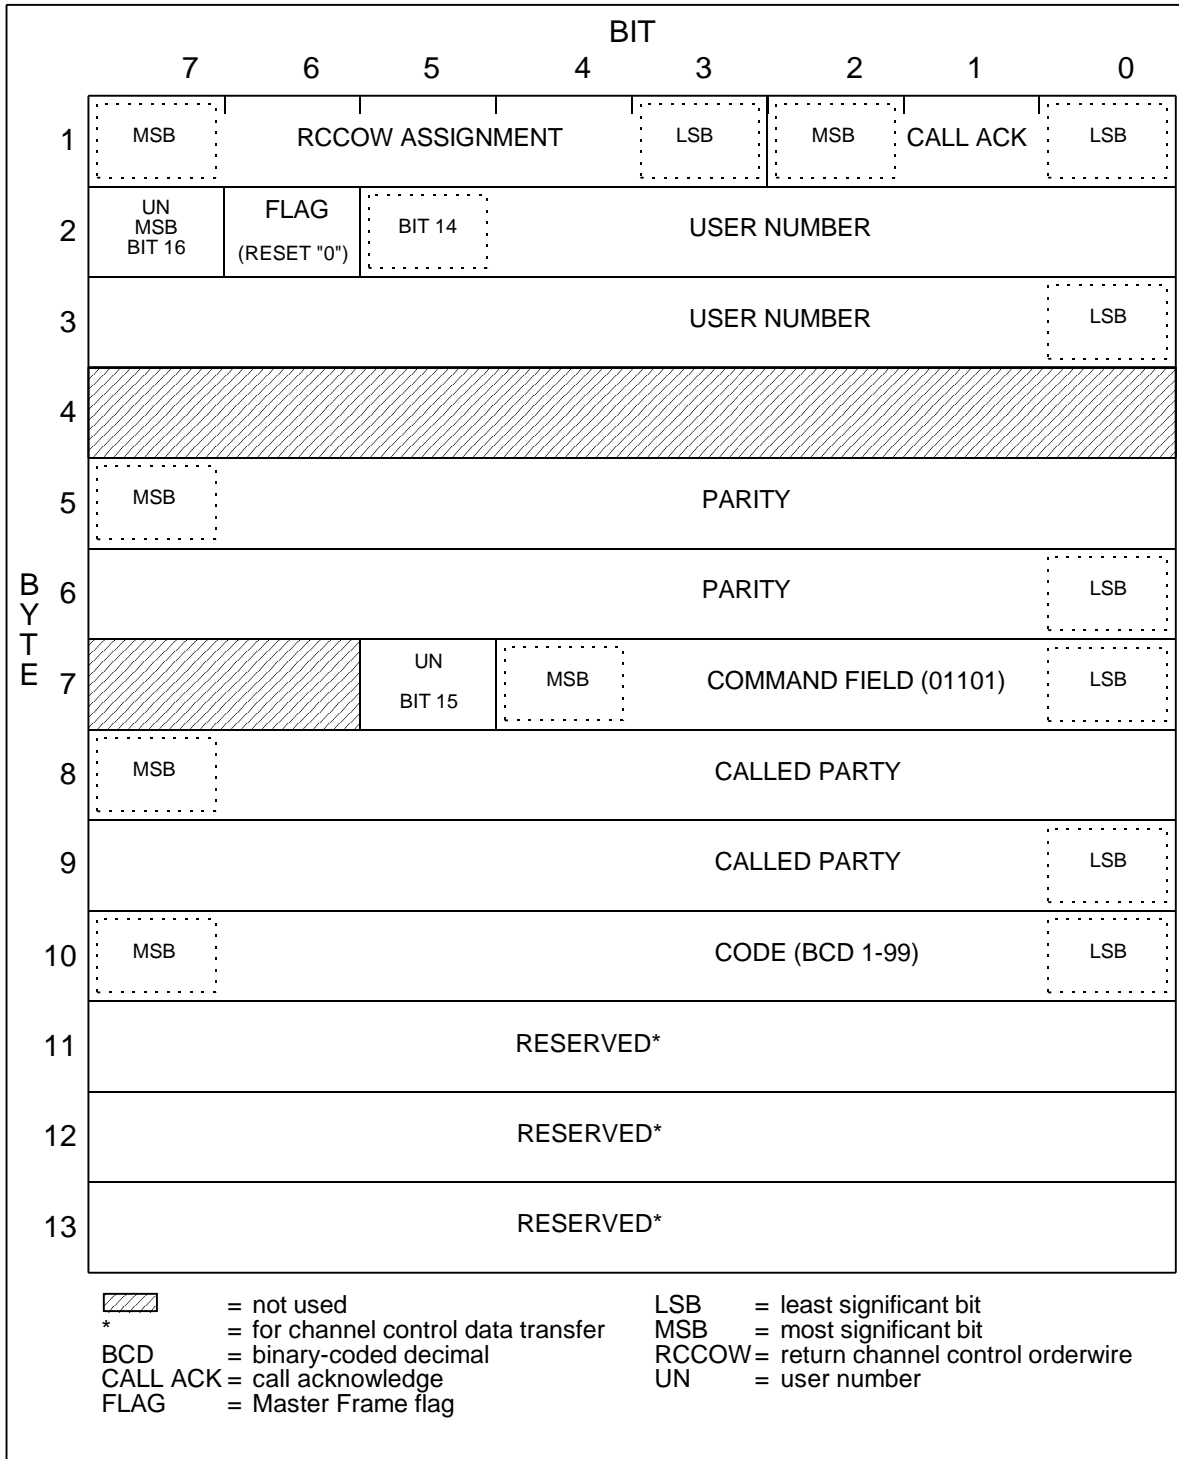 BIT
7 6 5 4 3 2 1 0
BYTE
1 MSB RCCOW ASSIGNMENT LSB MSB CALL ACK LSB
2 UN MSB BIT 16 FLAG (RESET "0") BIT 14 USER NUMBER
3 USER NUMBER LSB
4
5 MSB PARITY
6 PARITY LSB
7 UN BIT 15 MSB COMMAND FIELD (01101) LSB
8 MSB CALLED PARTY
9 CALLED PARTY LSB
10 MSB CODE (BCD 1-99) LSB
11 RESERVED*
12 RESERVED*
13 RESERVED*
= not used
* = for channel control data transfer
BCD = binary-coded decimal
CALL ACK = call acknowledge
FLAG = Master Frame flag
LSB = least significant bit
MSB = most significant bit
RCCOW = return channel control orderwire
UN = user number